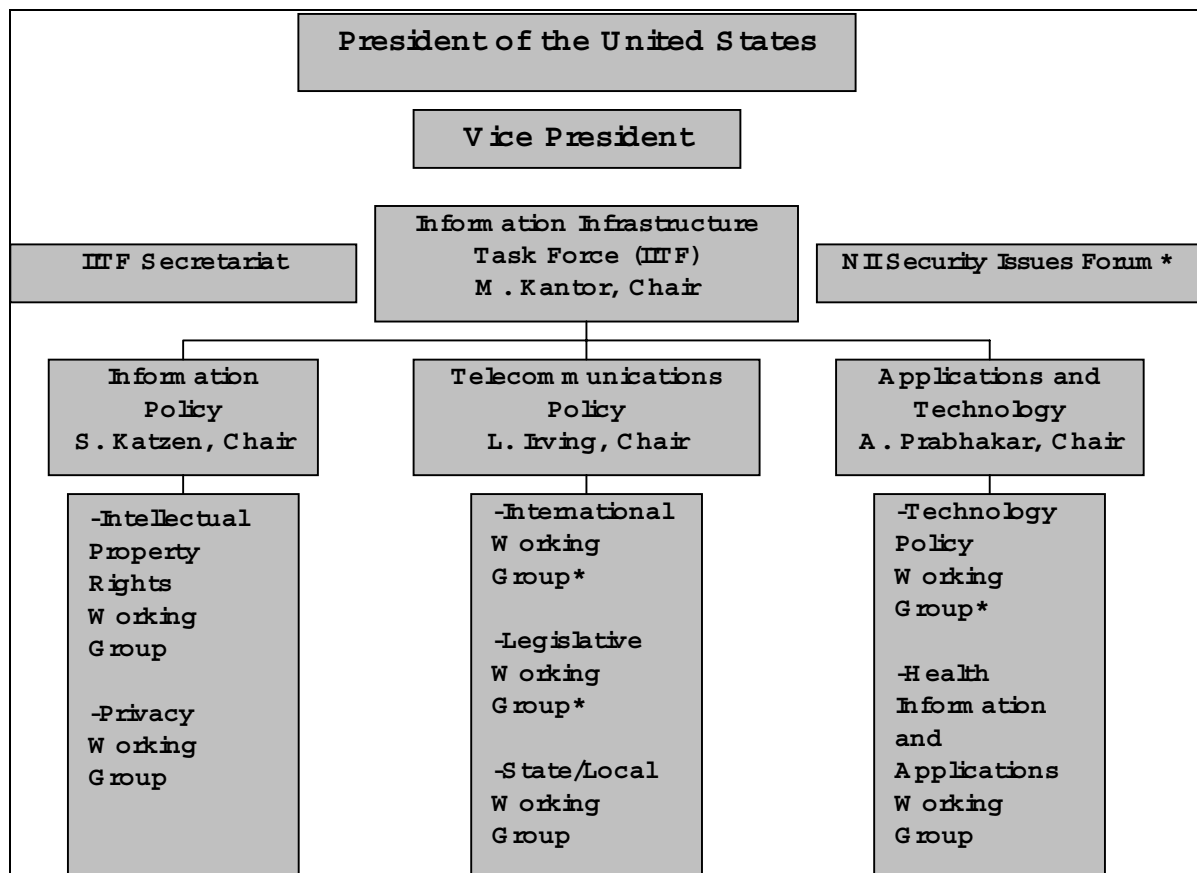 President of the United States
Vice President
Information Infrastructure
Task Force (IITF)
M. Kantor, Chair
IITF Secretariat
NII Security Issues Forum*
Information
Policy
S. Katzen, Chair
Telecommunications
Policy
L. Irving, Chair
Applications and
Technology
A. Prabhakar, Chair
-Intellectual
Property
Rights
Working
Group
-Privacy
Working
Group
-International
Working
Group*
-Legislative
Working
Group*
-State/Local
Working
Group
-Technology
Policy
Working
Group*
-Health
Information
and
Applications
Working
Group